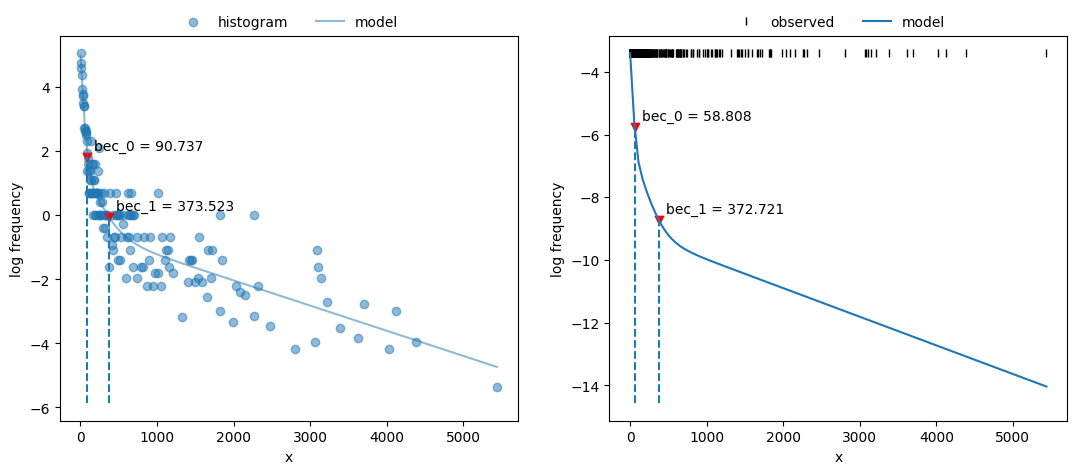 histogram model
4
2
0
−2
−4
−6
log frequency
bec_0 = 90.737
bec_1 = 373.523
0 1000 2000 3000 4000 5000
x
observed model
−4
−6
−8
−10
−12
−14
log frequency
bec_0 = 58.808
bec_1 = 372.721
0 1000 2000 3000 4000 5000
x